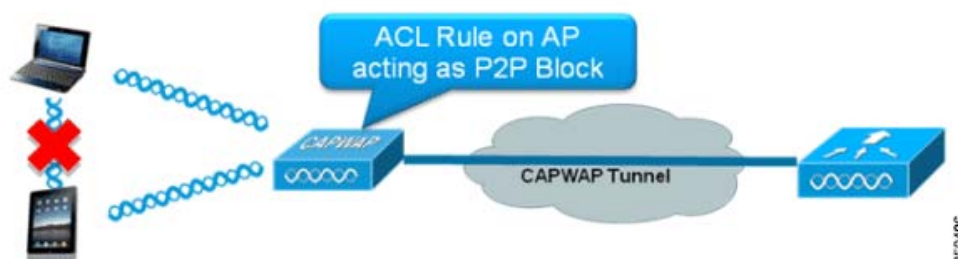 ACL Rule on AP
acting as P2P Block
CAPWAP
CAPWAP Tunnel